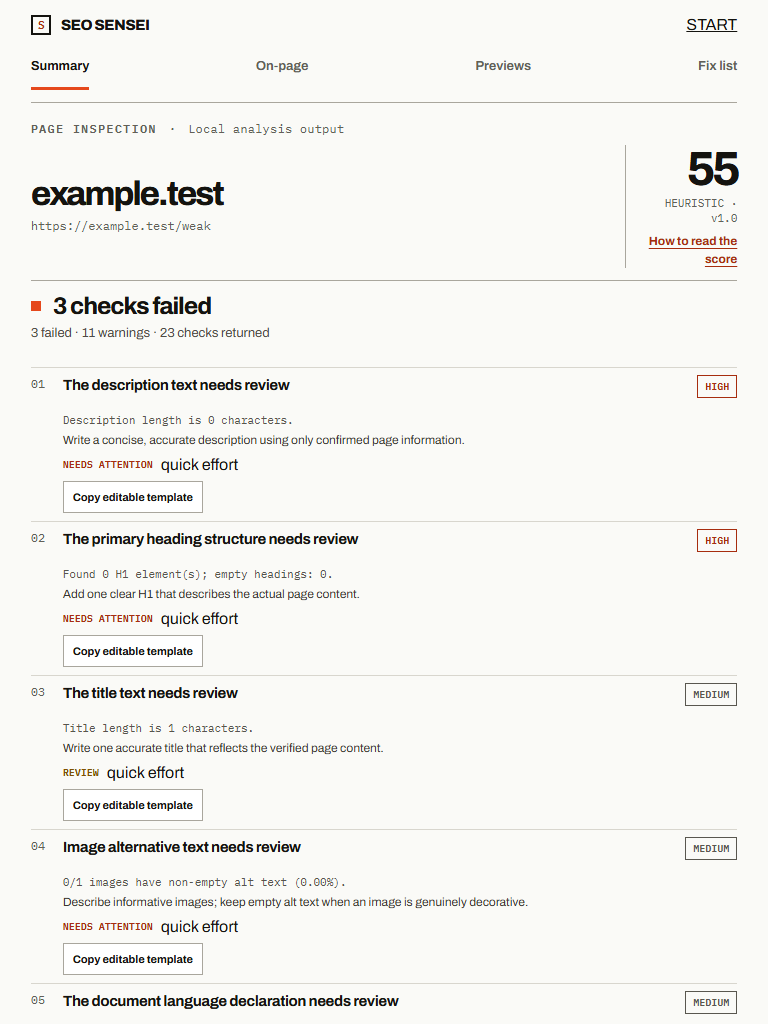 S SEO SENSEI START
Summary On-page Previews Fix list
PAGE INSPECTION · Local analysis output
example.test
https://example.test/weak
55
HEURISTIC ·
v1.0
How to read the
score
3 checks failed
3 failed · 11 warnings · 23 checks returned
01 The description text needs review HIGH
Description length is 0 characters.
Write a concise, accurate description using only confirmed page information.
NEEDS ATTENTION quick effort
Copy editable template
02 The primary heading structure needs review HIGH
Found 0 H1 element(s); empty headings: 0.
Add one clear H1 that describes the actual page content.
NEEDS ATTENTION quick effort
Copy editable template
03 The title text needs review MEDIUM
Title length is 1 characters.
Write one accurate title that reflects the verified page content.
REVIEW quick effort
Copy editable template
04 Image alternative text needs review MEDIUM
0/1 images have non-empty alt text (0.00%).
Describe informative images; keep empty alt text when an image is genuinely decorative.
NEEDS ATTENTION quick effort
Copy editable template
05 The document language declaration needs review MEDIUM